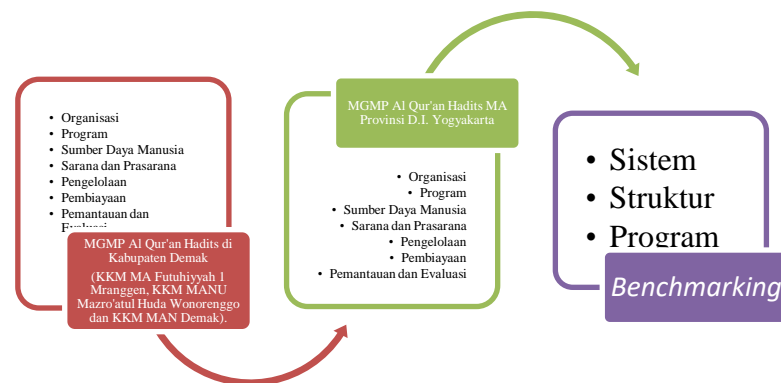 • Organisasi
• Program
• Sumber Daya Manusia
• Sarana dan Prasarana
• Pengelolaan
• Pembiayaan
• Pemantauan dan
MGMP Al Qur'an Hadits di
Kabupaten Demak
(KKM MA Futuhiyyah 1
Mranggen, KKM MANU
Mazro'atul Huda Wonorenggo
dan KKM MAN Demak).
MGMP Al Qur'an Hadits MA
Provinsi D.I. Yogyakarta
• Organisasi
• Program
• Sumber Daya Manusia
• Sarana dan Prasarana
• Pengelolaan
• Pembiayaan
• Pemantauan dan Evaluasi
• Sistem
• Struktur
• Program
Benchmarking